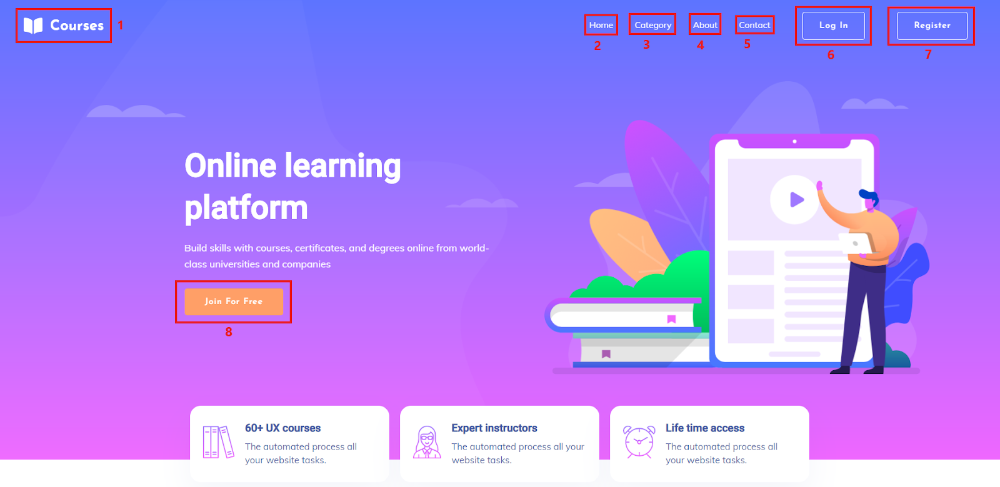 Courses 1
Home Category About Contact Log In Register
2 3 4 5 6 7
Online learning
platform
Build skills with courses, certificates, and degrees online from world-
class universities and companies
Join For Free
8
60+ UX courses
The automated process all
your website tasks.
Expert instructors
The automated process all your
website tasks.
Life time access
The automated process all
your website tasks.